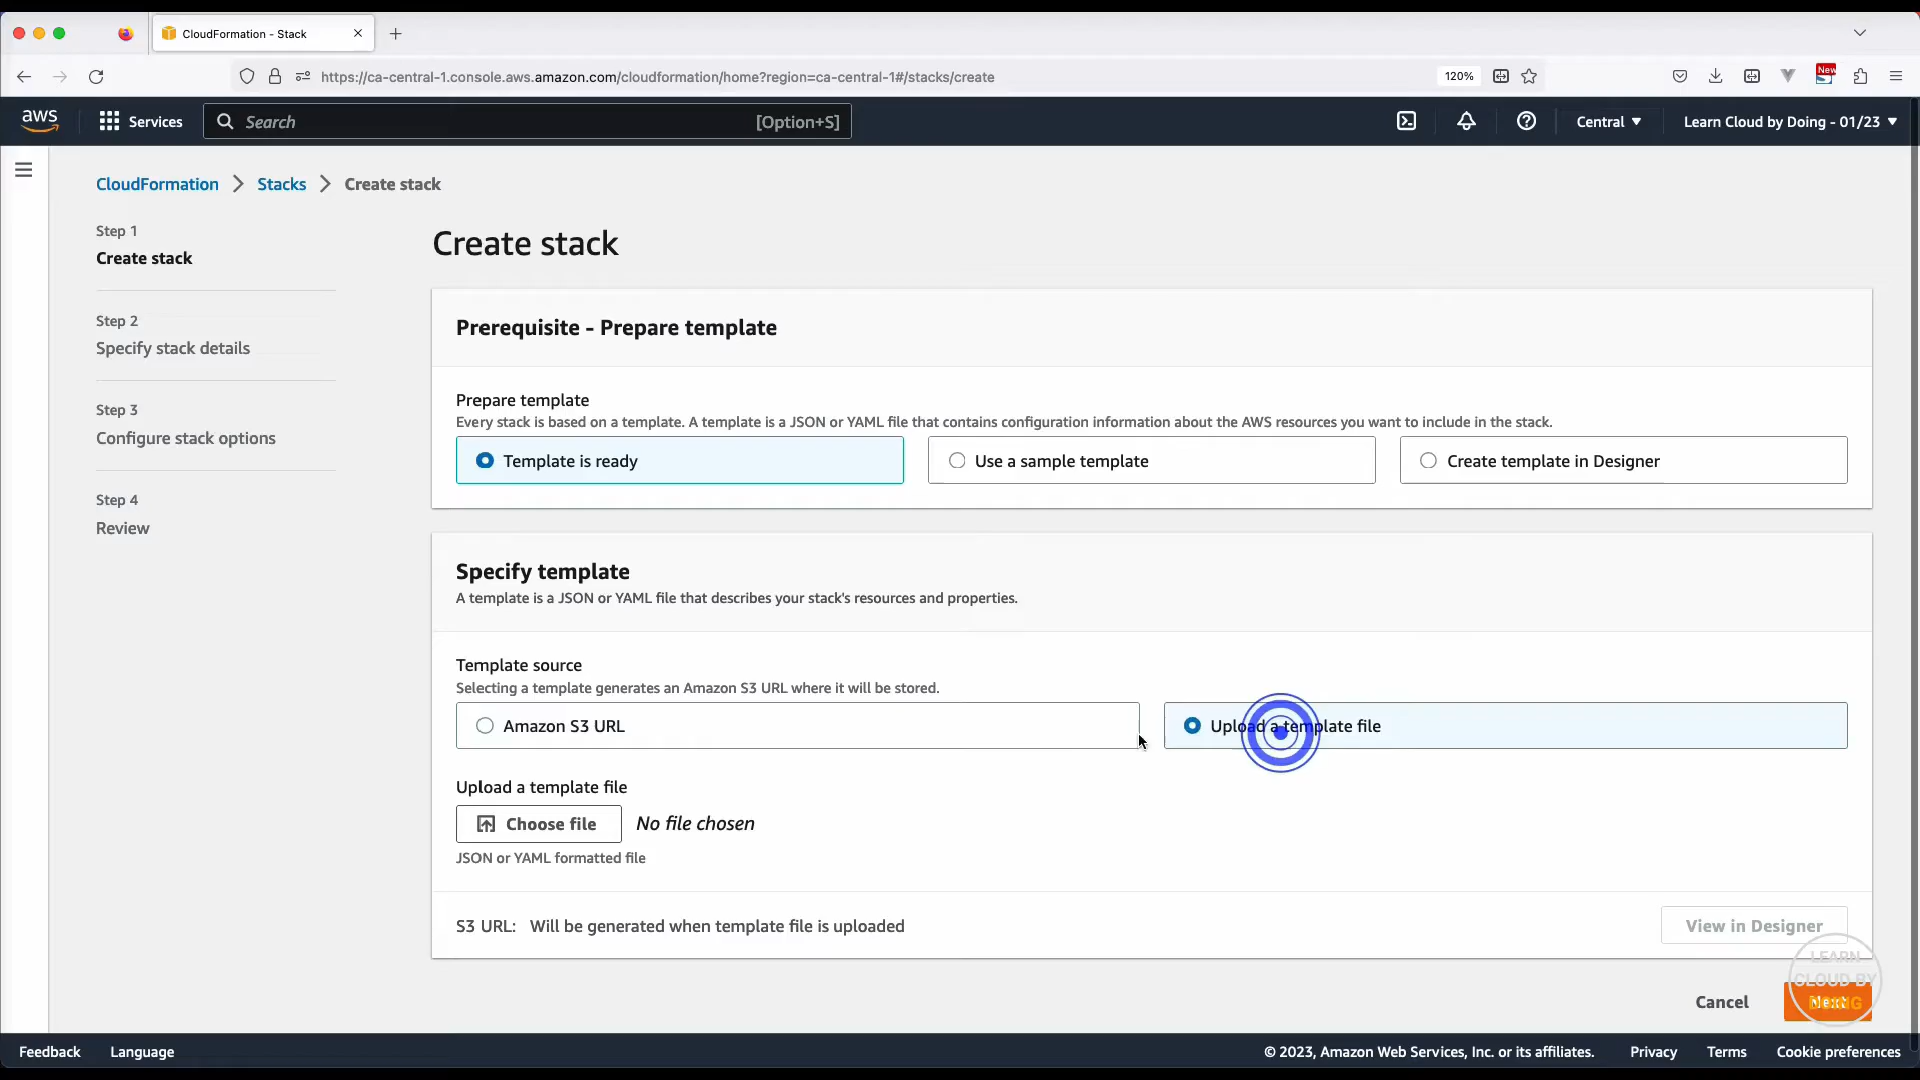 CloudFormation - Stack
https://ca-central-1.console.aws.amazon.com/cloudformation/home?region=ca-central-1#/stacks/create
120%
New
aws
Services
Search
[Option+S]
Central
Learn Cloud by Doing - 01/23
CloudFormation
Stacks
Create stack
Step 1
Create stack
Step 2
Specify stack details
Step 3
Configure stack options
Step 4
Review
Create stack
Prerequisite - Prepare template
Prepare template
Every stack is based on a template. A template is a JSON or YAML file that contains configuration information about the AWS resources you want to include in the stack.
Template is ready
Use a sample template
Create template in Designer
Specify template
A template is a JSON or YAML file that describes your stack's resources and properties.
Template source
Selecting a template generates an Amazon S3 URL where it will be stored.
Amazon S3 URL
Upload a template file
Upload a template file
Choose file
No file chosen
JSON or YAML formatted file
S3 URL: Will be generated when template file is uploaded
View in Designer
LEARN
CLOUD BY
DOING
Cancel
Next
Feedback
Language
© 2023, Amazon Web Services, Inc. or its affiliates.
Privacy
Terms
Cookie preferences